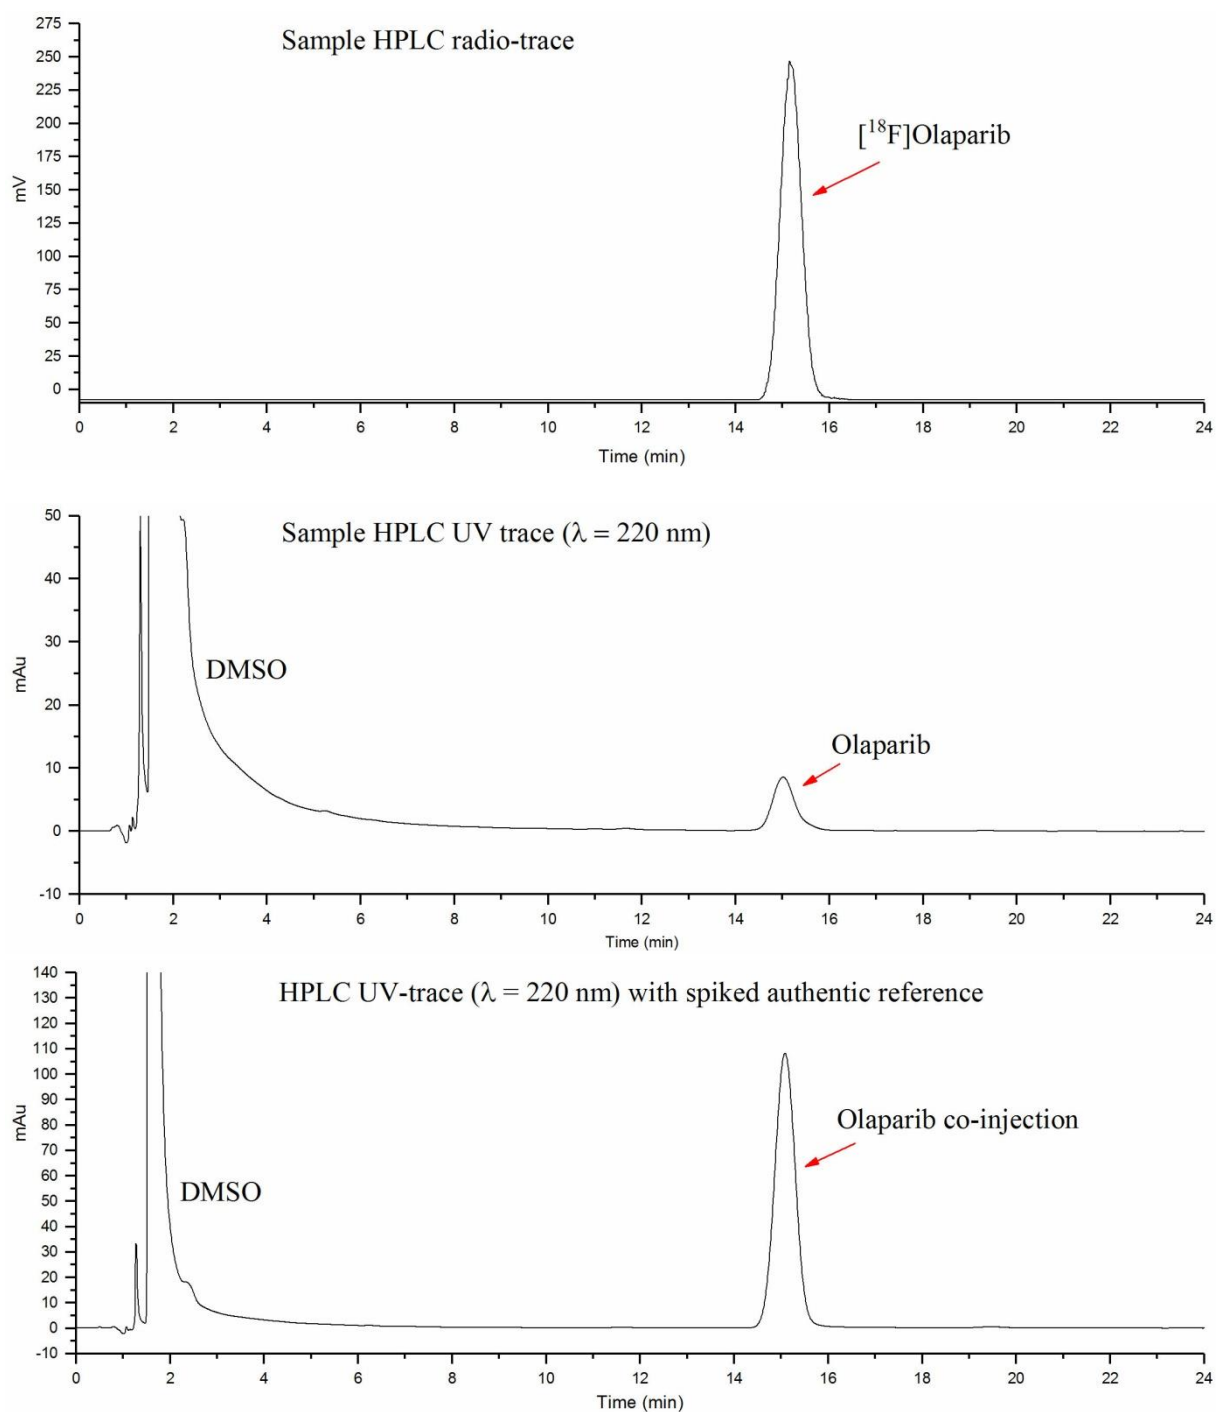 Sample HPLC radio-trace
275
250
225
200
175
150
125
100
75
50
25
0
mV
[¹⁸F]Olaparib
0 2 4 6 8 10 12 14 16 18 20 22 24
Time (min)
Sample HPLC UV trace (λ = 220 nm)
50
40
30
20
10
0
-10
mAu
DMSO
Olaparib
0 2 4 6 8 10 12 14 16 18 20 22 24
Time (min)
HPLC UV-trace (λ = 220 nm) with spiked authentic reference
140
130
120
110
100
90
80
70
60
50
40
30
20
10
0
-10
mAu
Olaparib co-injection
DMSO
0 2 4 6 8 10 12 14 16 18 20 22 24
Time (min)